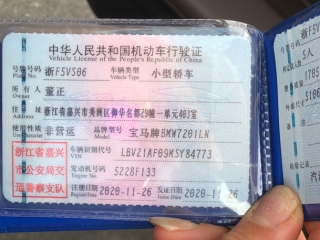 中华人民共和国机动车行驶证
Vehicle License of the People's Republic of China
号牌号码 浙FSVS06 车辆类型 小型轿车
Plate No. Vehicle Type
所有人 董正
Owner
住址 浙江省嘉兴市秀洲区御华名都29幢一单元403室
Address
使用性质 非营运 品牌型号 宝马牌BMW7201LN
Model
浙江省嘉兴市公安局交通警察支队
车辆识别代号 LBV21AF09MSY84773
VIN
发动机号码 5228F133
Engine No.
注册日期 2020-11-26 发证日期 2020-11-26
Register Date Issue Date